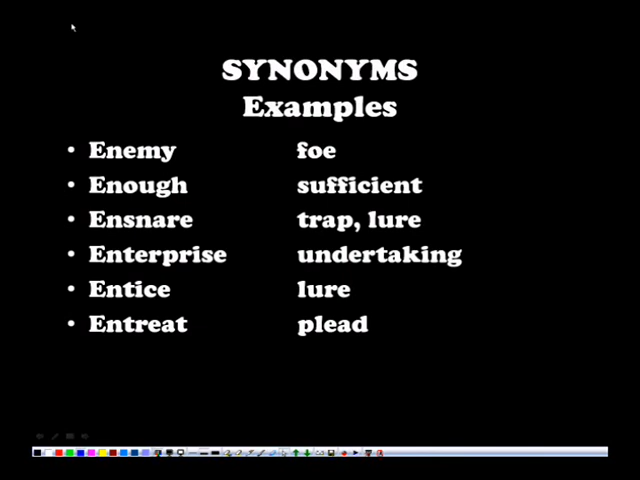 SYNONYMS
Examples
• Enemy foe
• Enough sufficient
• Ensnare trap, lure
• Enterprise undertaking
• Entice lure
• Entreat plead